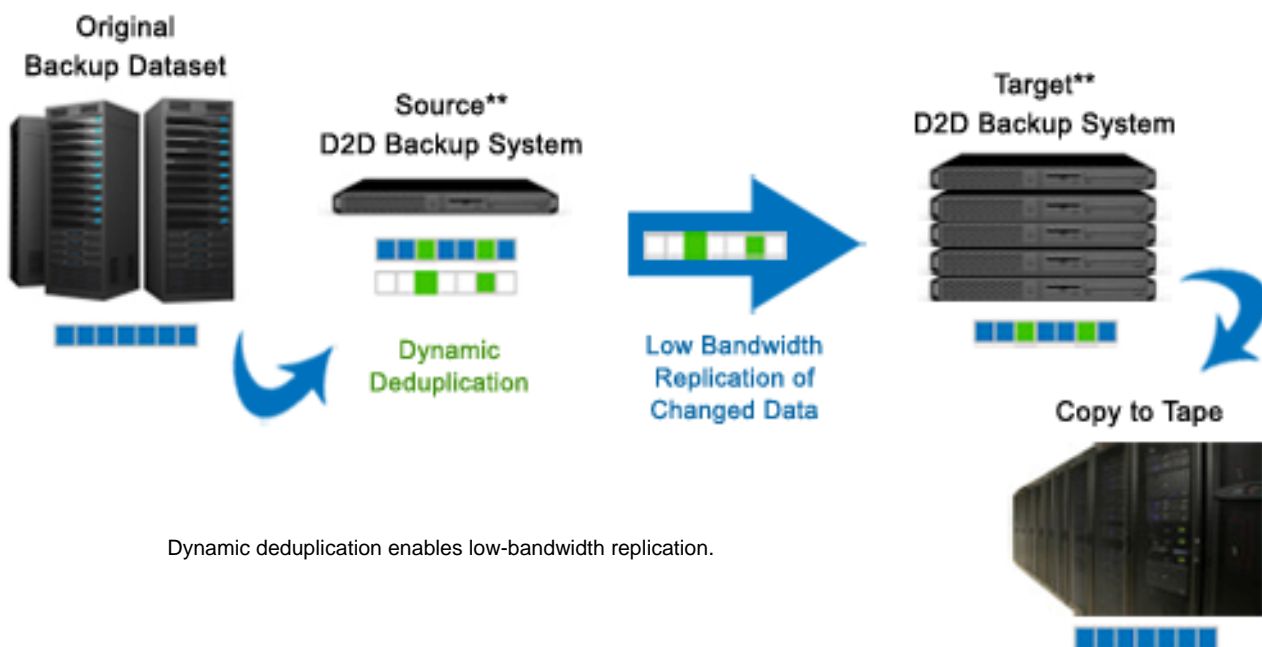 Original
Backup Dataset
Source**
D2D Backup System
Dynamic
Deduplication
Low Bandwidth
Replication of
Changed Data
Target**
D2D Backup System
Copy to Tape
Dynamic deduplication enables low-bandwidth replication.